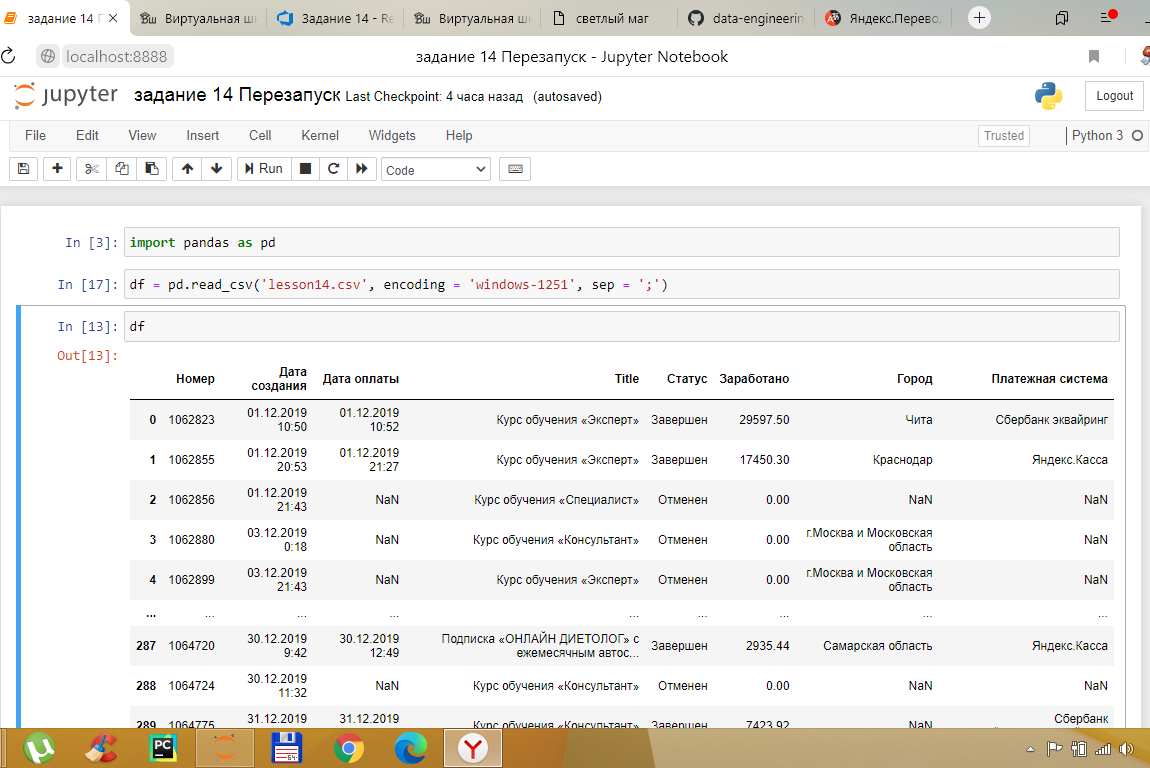 задание 14 П
Виртуальная ш
Задание 14 - Re
Виртуальная ш
светлый маг
data-engineerin
Яндекс.Перево
localhost:8888
задание 14 Перезапуск - Jupyter Notebook
jupyter задание 14 Перезапуск Last Checkpoint: 4 часа назад (autosaved)
Logout
File Edit View Insert Cell Kernel Widgets Help
Trusted Python 3
Run Code
In [3]: import pandas as pd
In [17]: df = pd.read_csv('lesson14.csv', encoding = 'windows-1251', sep = ';')
In [13]: df
Out[13]:
Номер Дата создания Дата оплаты Title Статус Заработано Город Платежная система
0 1062823 01.12.2019 10:50 01.12.2019 10:52 Курс обучения «Эксперт» Завершен 29597.50 Чита Сбербанк эквайринг
1 1062855 01.12.2019 20:53 01.12.2019 21:27 Курс обучения «Эксперт» Завершен 17450.30 Краснодар Яндекс.Касса
2 1062856 01.12.2019 21:43 NaN Курс обучения «Специалист» Отменен 0.00 NaN NaN
3 1062880 03.12.2019 0:18 NaN Курс обучения «Консультант» Отменен 0.00 г.Москва и Московская область NaN
4 1062899 03.12.2019 21:43 NaN Курс обучения «Эксперт» Отменен 0.00 г.Москва и Московская область NaN
... ... ... ... ... ... ... ... ...
287 1064720 30.12.2019 9:42 30.12.2019 12:49 Подписка «ОНЛАЙН ДИЕТОЛОГ» с ежемесячным автос... Завершен 2935.44 Самарская область Яндекс.Касса
288 1064724 30.12.2019 11:32 NaN Курс обучения «Консультант» Отменен 0.00 NaN NaN
289 1064775 31.12.2019 31.12.2019 Курс обучения «Консультант» Завершен 7423.92 NaN Сбербанк